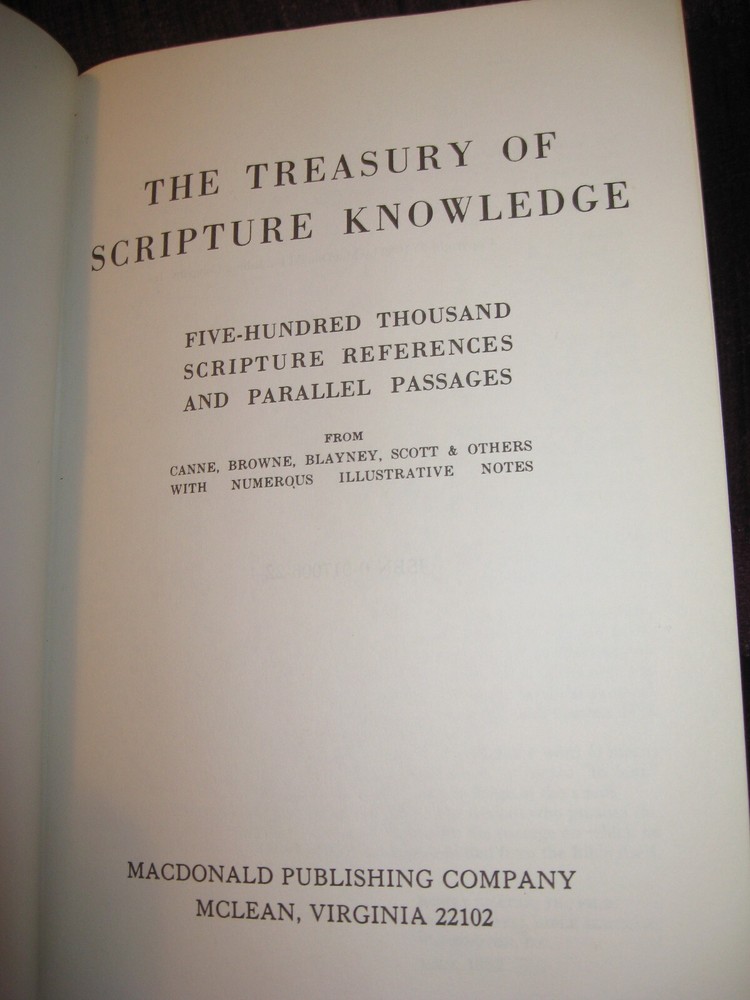 THE TREASURY OF
SCRIPTURE KNOWLEDGE
FIVE-HUNDRED THOUSAND
SCRIPTURE REFERENCES
AND PARALLEL PASSAGES
FROM
CANNE, BROWNE, BLAYNEY, SCOTT & OTHERS
WITH NUMEROUS ILLUSTRATIVE NOTES
MACDONALD PUBLISHING COMPANY
MCLEAN, VIRGINIA 22102